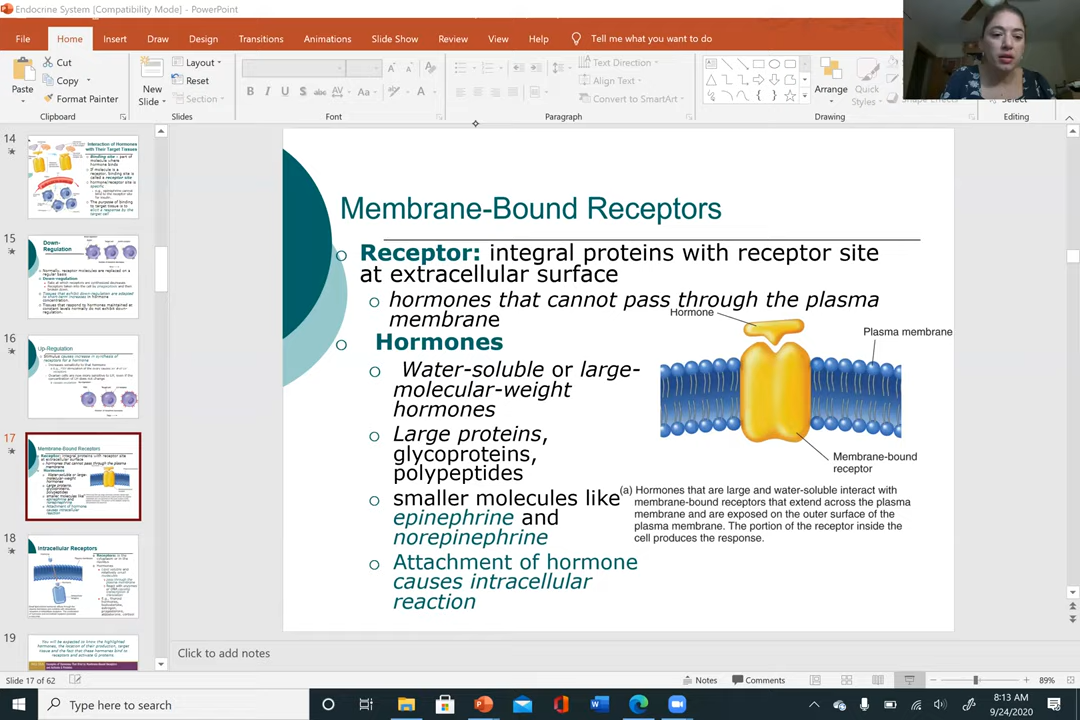 Endocrine System [Compatibility Mode] - PowerPoint
File Home Insert Draw Design Transitions Animations Slide Show Review View Help Tell me what you want to do
Paste
Cut
Copy
Format Painter
Clipboard
New
Slide
Layout
Reset
Section
Slides
Font
Text Direction
Align Text
Convert to SmartArt
Paragraph
Arrange
Quick
Styles
Drawing
Select
Editing
14
Interaction of Hormones
with Their Target Tissues
15
Down-
Regulation
16
Up-Regulation
17
Membrane-Bound Receptors
18
Intracellular Receptors
19
Membrane-Bound Receptors
Receptor: integral proteins with receptor site
at extracellular surface
hormones that cannot pass through the plasma
membrane
Hormones
Water-soluble or large-
molecular-weight
hormones
Large proteins,
glycoproteins,
polypeptides
smaller molecules like
epinephrine and
norepinephrine
Attachment of hormone
causes intracellular
reaction
Hormone
Plasma membrane
Membrane-bound
receptor
(a) Hormones that are large and water-soluble interact with
membrane-bound receptors that extend across the plasma
membrane and are exposed on the outer surface of the
plasma membrane. The portion of the receptor inside the
cell produces the response.
Click to add notes
Slide 17 of 62
Notes
Comments
89%
Type here to search
8:13 AM
9/24/2020